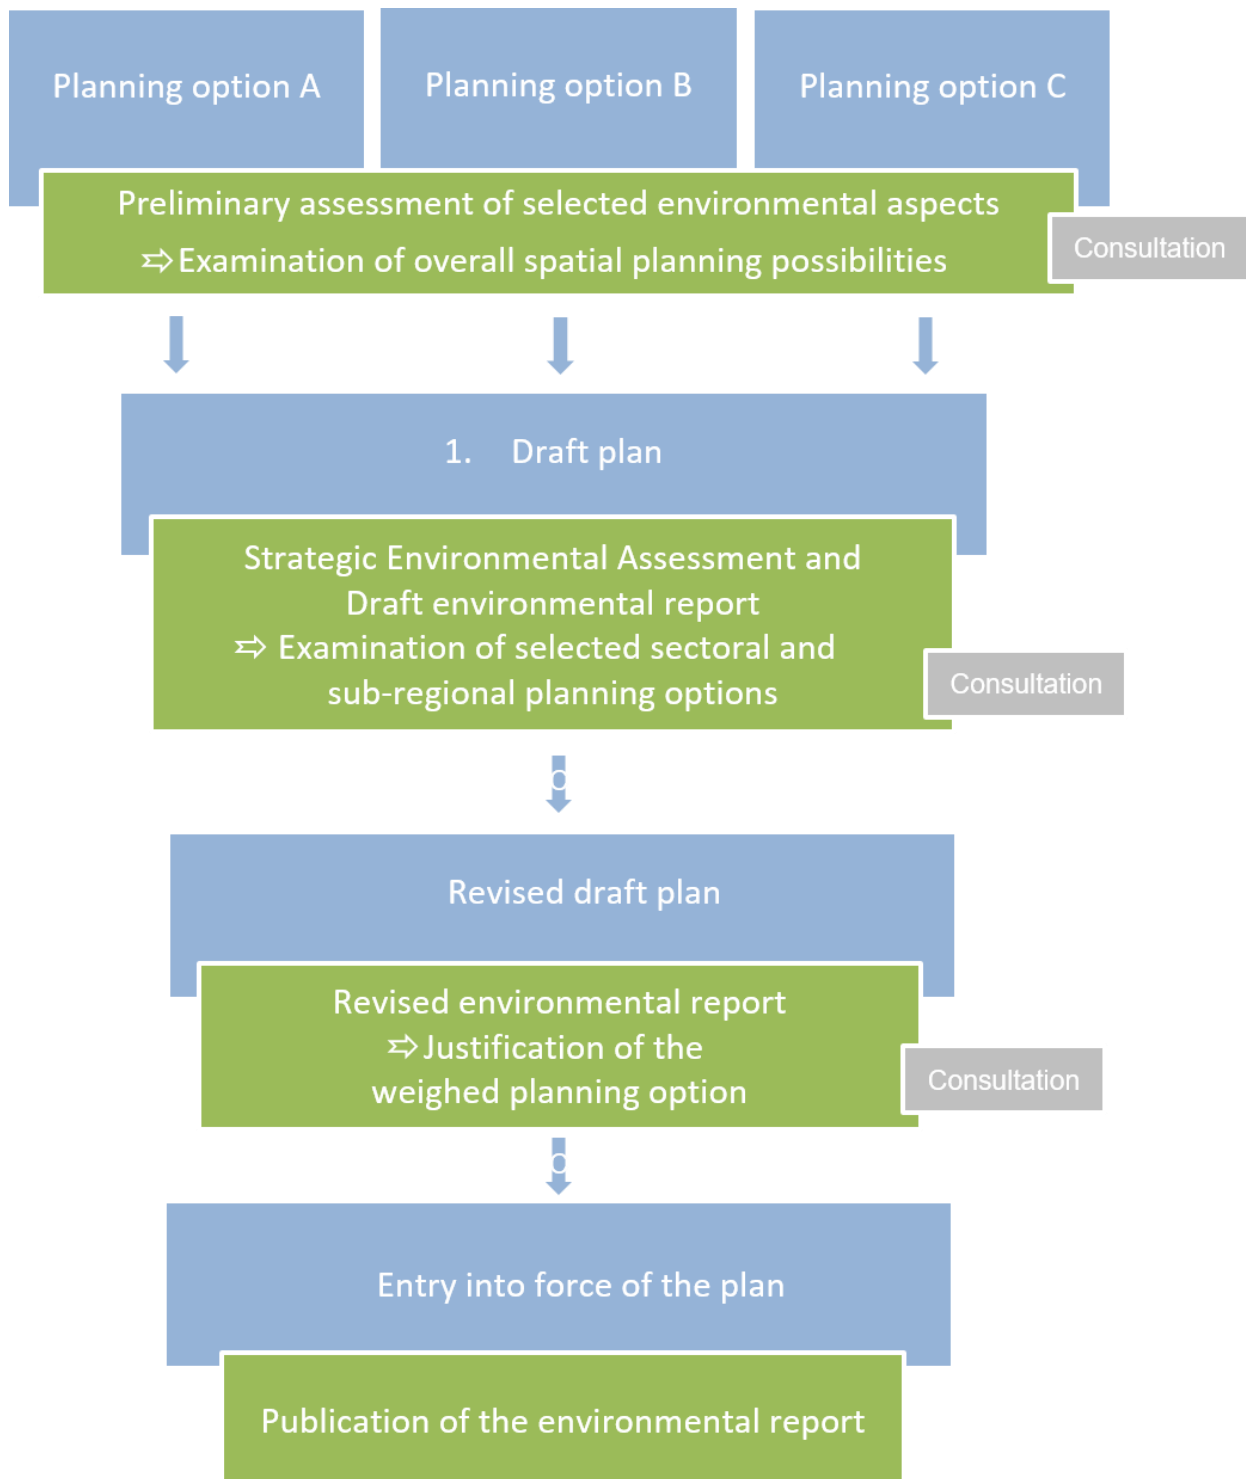 Planning option A
Planning option B
Planning option C
Preliminary assessment of selected environmental aspects
⇨ Examination of overall spatial planning possibilities
Consultation
1. Draft plan
Strategic Environmental Assessment and
Draft environmental report
⇨ Examination of selected sectoral and
sub-regional planning options
Consultation
o
Revised draft plan
Revised environmental report
⇨ Justification of the
weighed planning option
Consultation
o
Entry into force of the plan
Publication of the environmental report